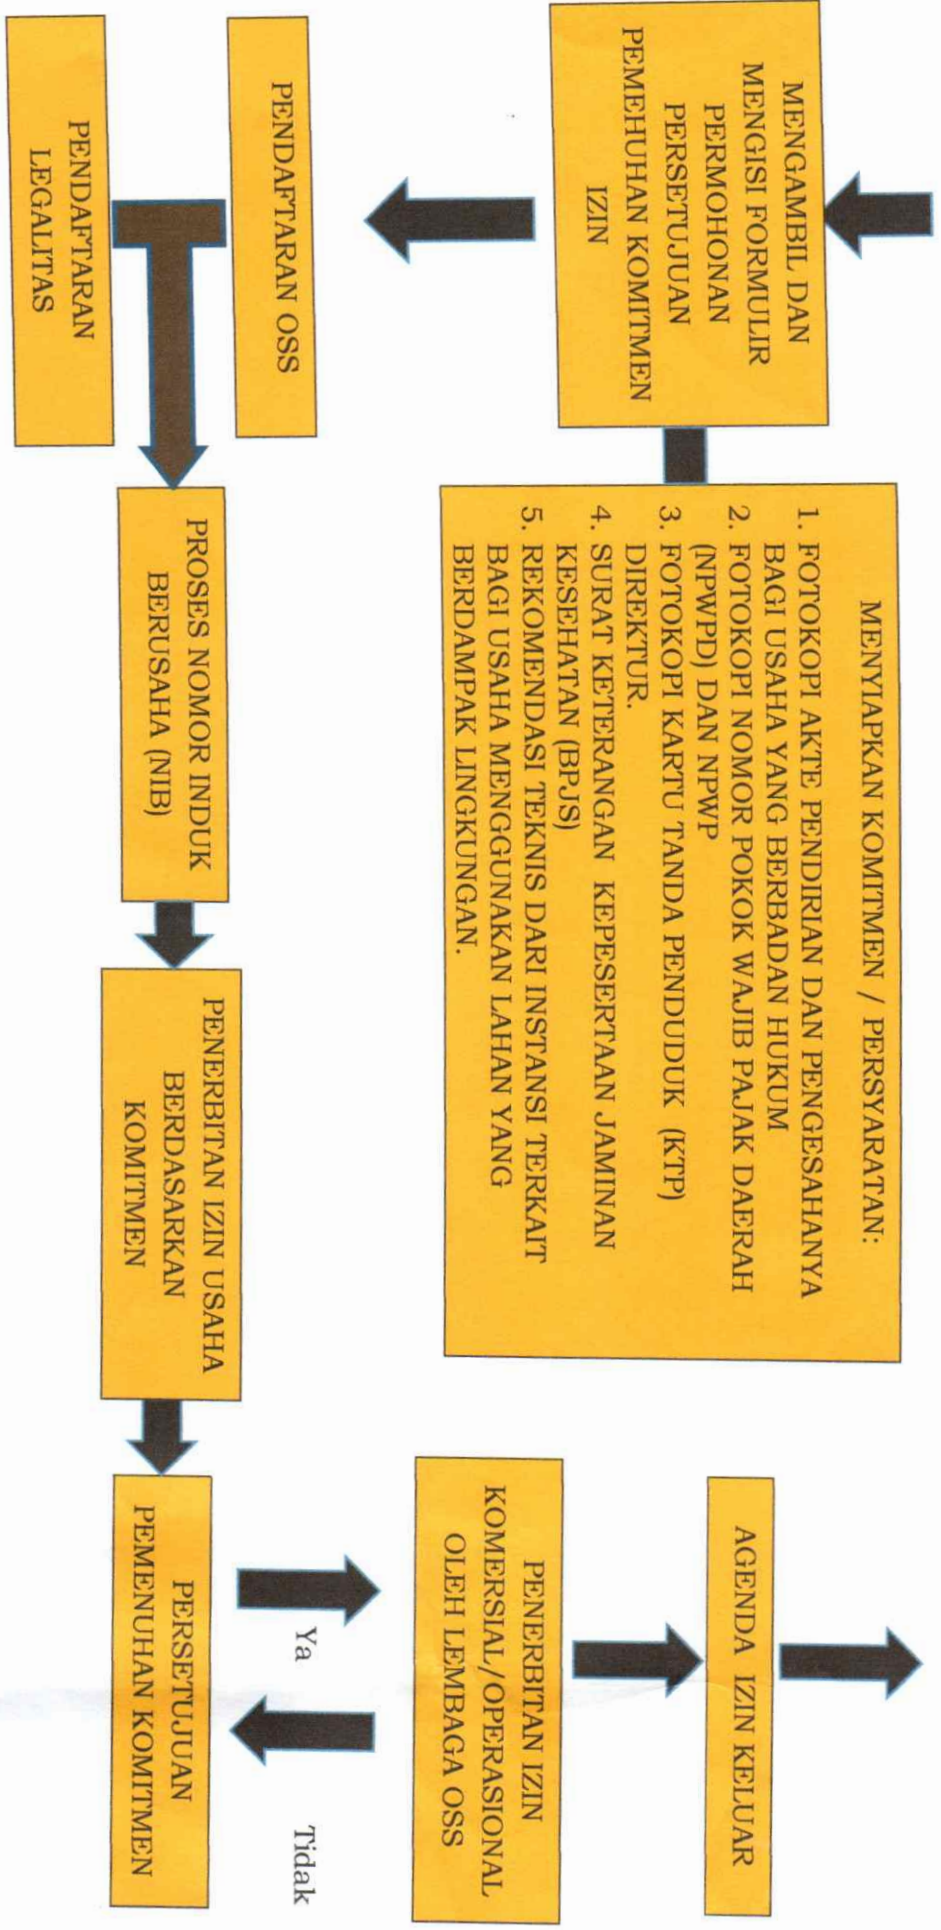 MENGAMBIL DAN
MENGISI FORMULIR
PERMOHONAN
PERSETUJUAN
PEMEHUHAN KOMITMEN
IZIN
MENYIAPKAN KOMITMEN / PERSYARATAN:
1. FOTOKOPI AKTE PENDIRIAN DAN PENGESAHANYA
BAGI USAHA YANG BERBADAN HUKUM
2. FOTOKOPI NOMOR POKOK WAJIB PAJAK DAERAH
(NPWPD) DAN NPWP
3. FOTOKOPI KARTU TANDA PENDUDUK (KTP)
DIREKTUR.
4. SURAT KETERANGAN KEPESERTAAN JAMINAN
KESEHATAN (BPJS)
5. REKOMENDASI TEKNIS DARI INSTANSI TERKAIT
BAGI USAHA MENGGUNAKAN LAHAN YANG
BERDAMPAK LINGKUNGAN.
PENDAFTARAN OSS
PENDAFTARAN
LEGALITAS
PROSES NOMOR INDUK
BERUSAHA (NIB)
PENERBITAN IZIN USAHA
BERDASARKAN
KOMITMEN
PERSETUJUAN
PEMENUHAN KOMITMEN
Ya
Tidak
PENERBITAN IZIN
KOMERSIAL/OPERASIONAL
OLEH LEMBAGA OSS
AGENDA IZIN KELUAR